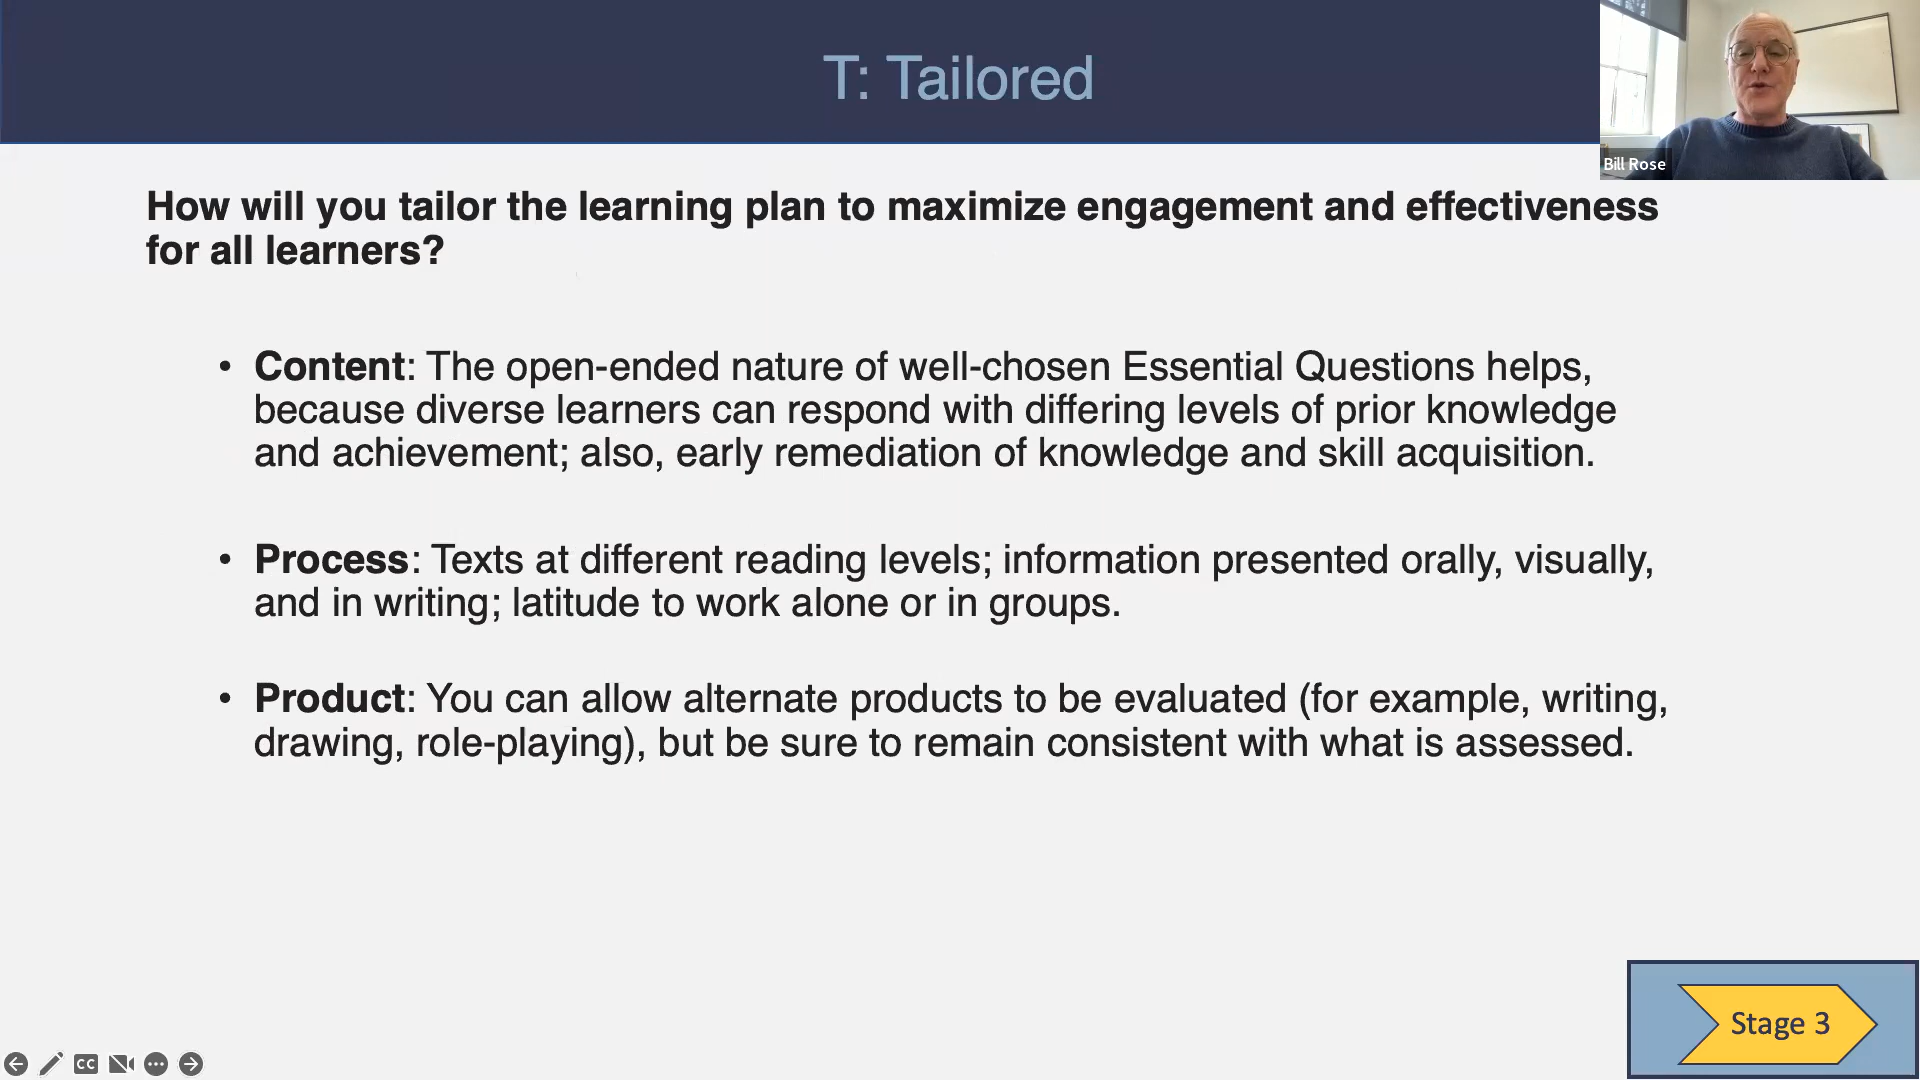 T: Tailored
Bill Rose
How will you tailor the learning plan to maximize engagement and effectiveness
for all learners?
• Content: The open-ended nature of well-chosen Essential Questions helps,
because diverse learners can respond with differing levels of prior knowledge
and achievement; also, early remediation of knowledge and skill acquisition.
• Process: Texts at different reading levels; information presented orally, visually,
and in writing; latitude to work alone or in groups.
• Product: You can allow alternate products to be evaluated (for example, writing,
drawing, role-playing), but be sure to remain consistent with what is assessed.
Stage 3
CC